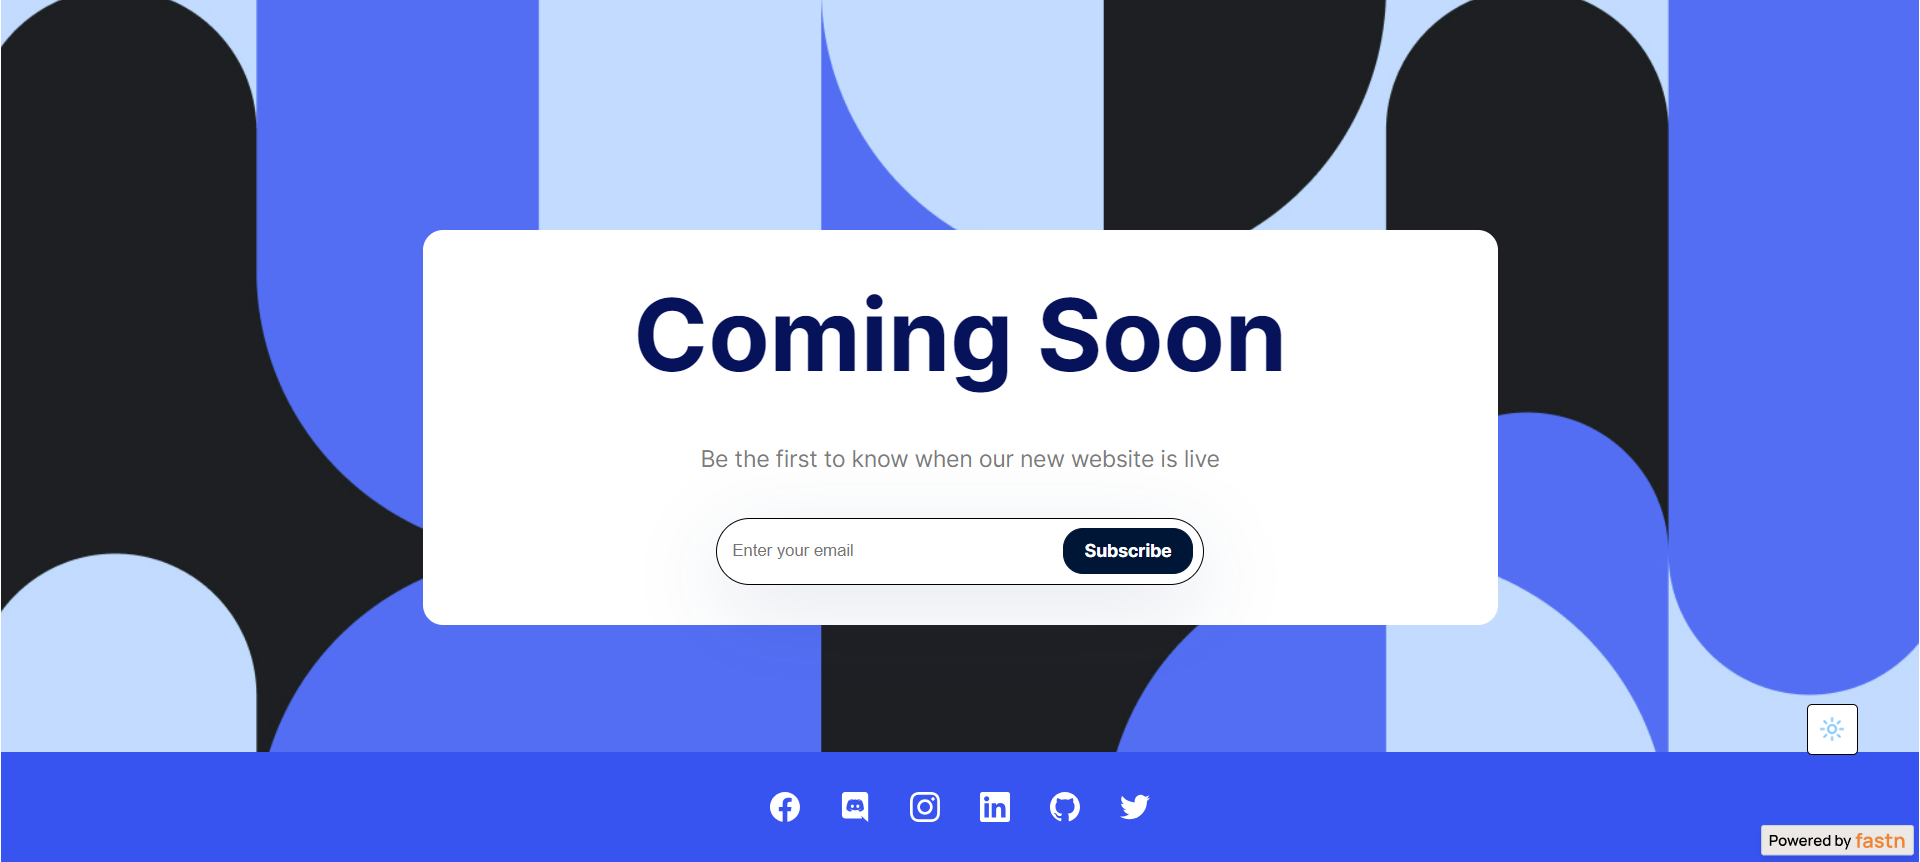 Coming Soon
Be the first to know when our new website is live
Enter your email
Subscribe
Powered by fastn